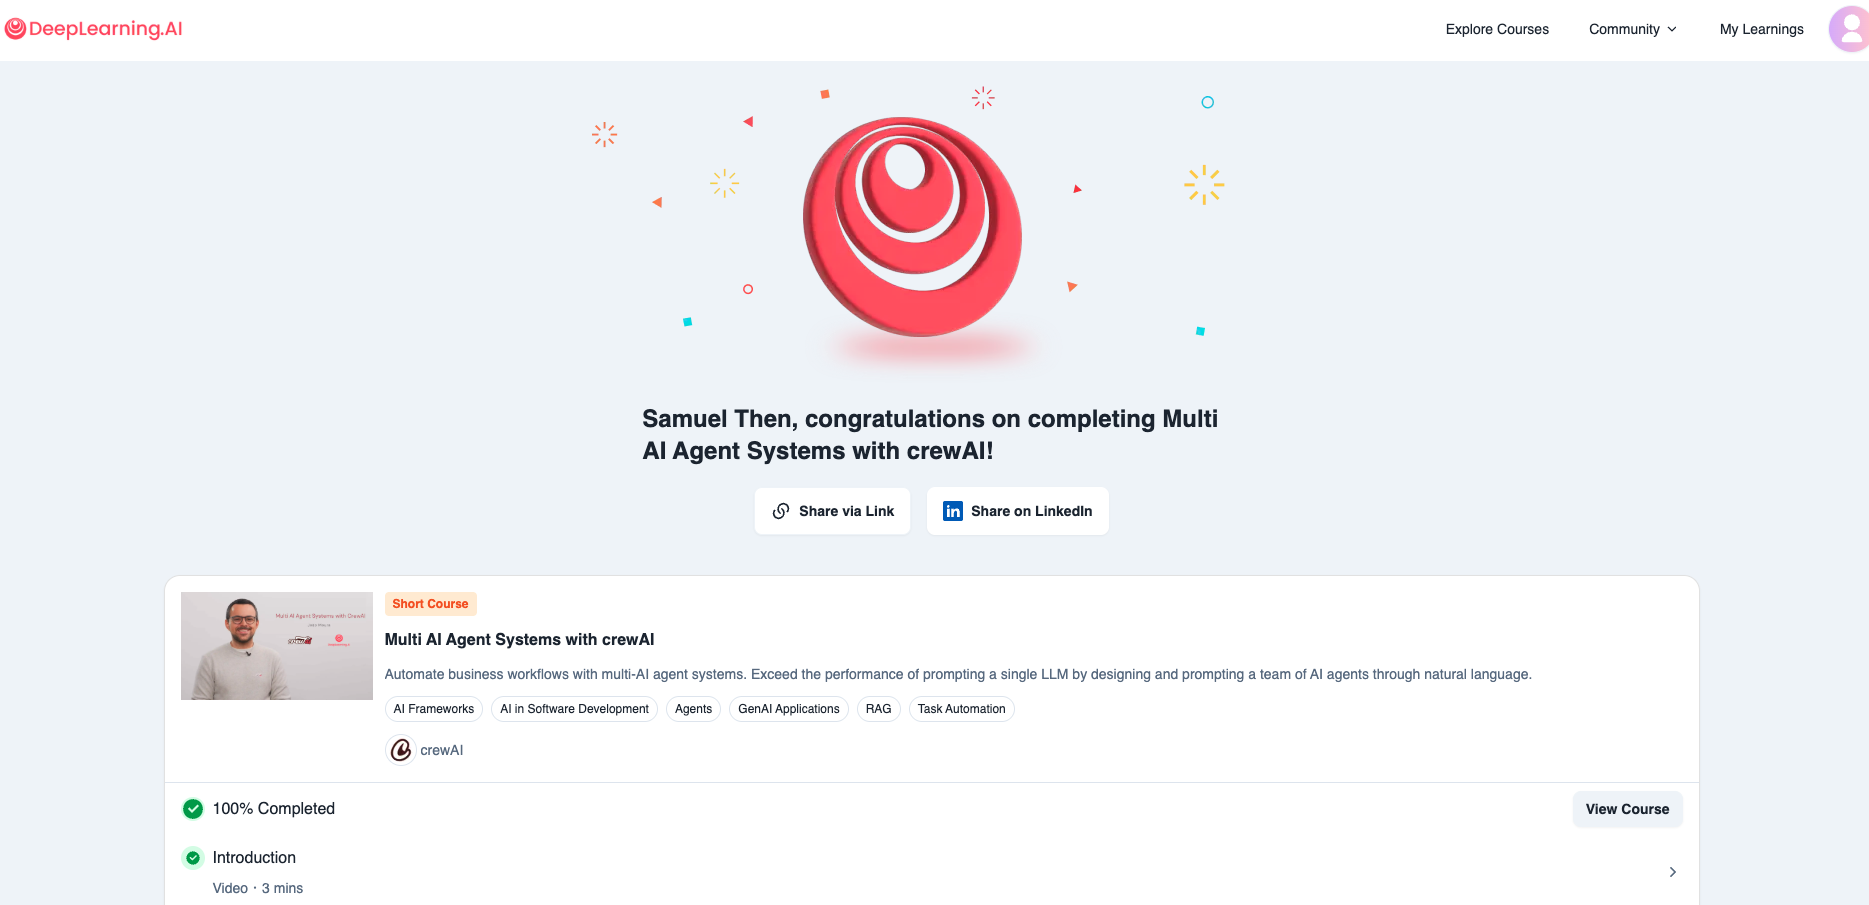 DeepLearning.AI
Explore Courses
Community
My Learnings
Samuel Then, congratulations on completing Multi
AI Agent Systems with crewAI!
Share via Link
in Share on LinkedIn
Multi AI Agent Systems with CrewAI
Short Course
Multi AI Agent Systems with crewAI
Automate business workflows with multi-AI agent systems. Exceed the performance of prompting a single LLM by designing and prompting a team of AI agents through natural language.
AI Frameworks
AI in Software Development
Agents
GenAI Applications
RAG
Task Automation
crewAI
100% Completed
View Course
Introduction
Video · 3 mins